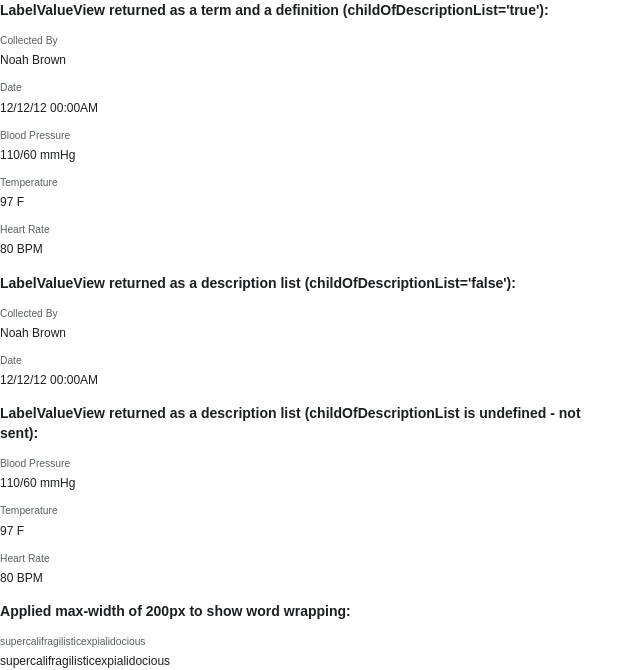 LabelValueView returned as a term and a definition (childOfDescriptionList='true'):
Collected By
Noah Brown
Date
12/12/12 00:00AM
Blood Pressure
110/60 mmHg
Temperature
97 F
Heart Rate
80 BPM
LabelValueView returned as a description list (childOfDescriptionList='false'):
Collected By
Noah Brown
Date
12/12/12 00:00AM
LabelValueView returned as a description list (childOfDescriptionList is undefined - not
sent):
Blood Pressure
110/60 mmHg
Temperature
97 F
Heart Rate
80 BPM
Applied max-width of 200px to show word wrapping:
supercalifragilisticexpialidocious
supercalifragilisticexpialidocious